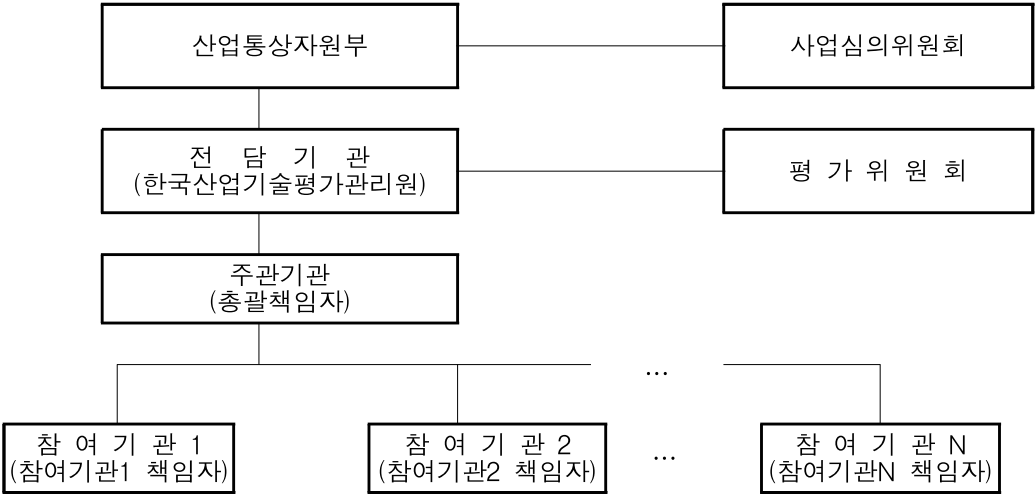 산업통상자원부
사업심의위원회
전 담 기 관
(한국산업기술평가관리원)
평 가 위 원 회
주관기관
(총괄책임자)
...
참 여 기 관 1
(참여기관1 책임자)
참 여 기 관 2
(참여기관2 책임자)
...
참 여 기 관 N
(참여기관N 책임자)